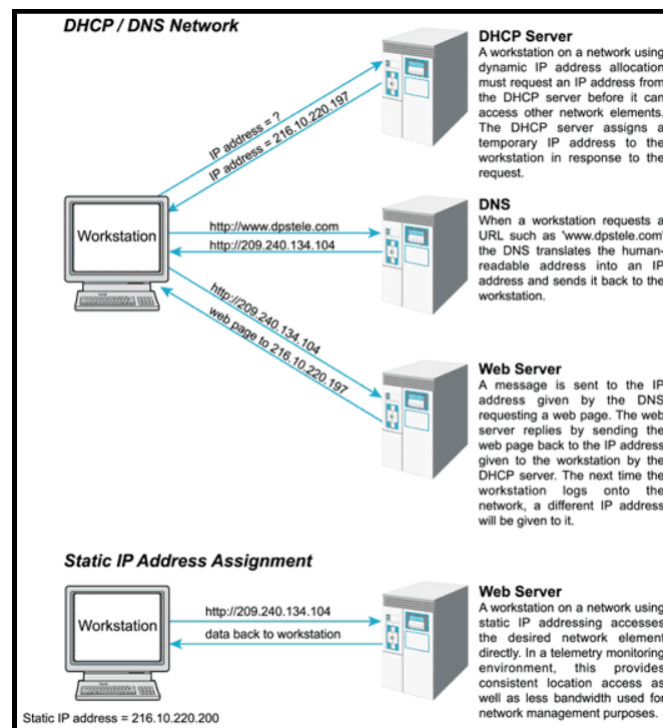 DHCP / DNS Network
DHCP Server
A workstation on a network using
dynamic IP address allocation
must request an IP address from
the DHCP server before it can
access other network elements.
The DHCP server assigns a
temporary IP address to the
workstation in response to the
request.
IP address = ?
IP address = 216.10.220.197
Workstation
DNS
When a workstation requests a
URL such as 'www.dpstele.com'
the DNS translates the human-
readable address into an IP
address and sends it back to the
workstation.
http://www.dpstele.com
http://209.240.134.104
http://209.240.134.104
web page to 216.10.220.197
Web Server
A message is sent to the IP
address given by the DNS
requesting a web page. The web
server replies by sending the
web page back to the IP address
given to the workstation by the
DHCP server. The next time the
workstation logs onto the
network, a different IP address
will be given to it.
Static IP Address Assignment
Workstation
http://209.240.134.104
data back to workstation
Static IP address = 216.10.220.200
Web Server
A workstation on a network using
static IP addressing accesses
the desired network element
directly. In a telemetry monitoring
environment, this provides
consistent location access as
well as less bandwidth used for
network management purposes.